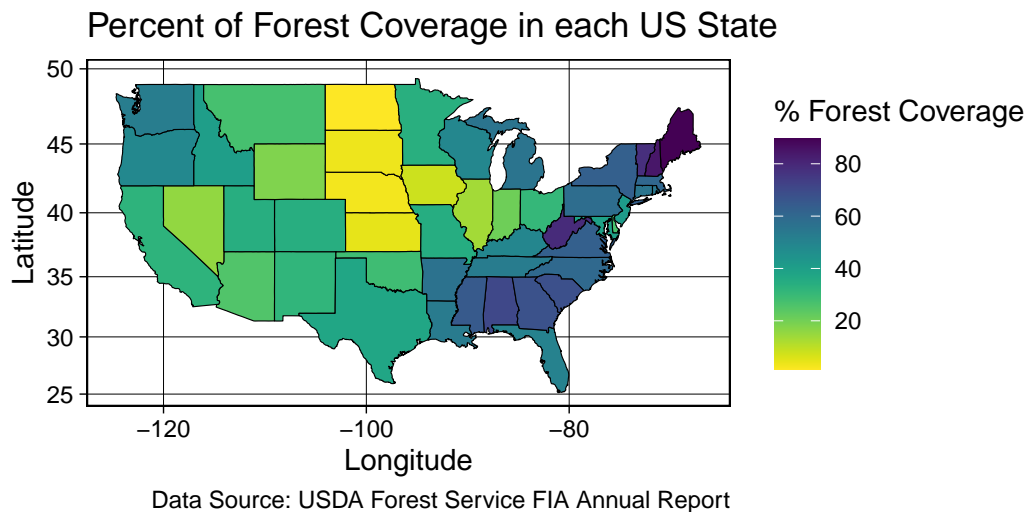 Percent of Forest Coverage in each US State
50
45
40
35
30
25
Latitude
−120
−100
−80
Longitude
% Forest Coverage
80
60
40
20
Data Source: USDA Forest Service FIA Annual Report